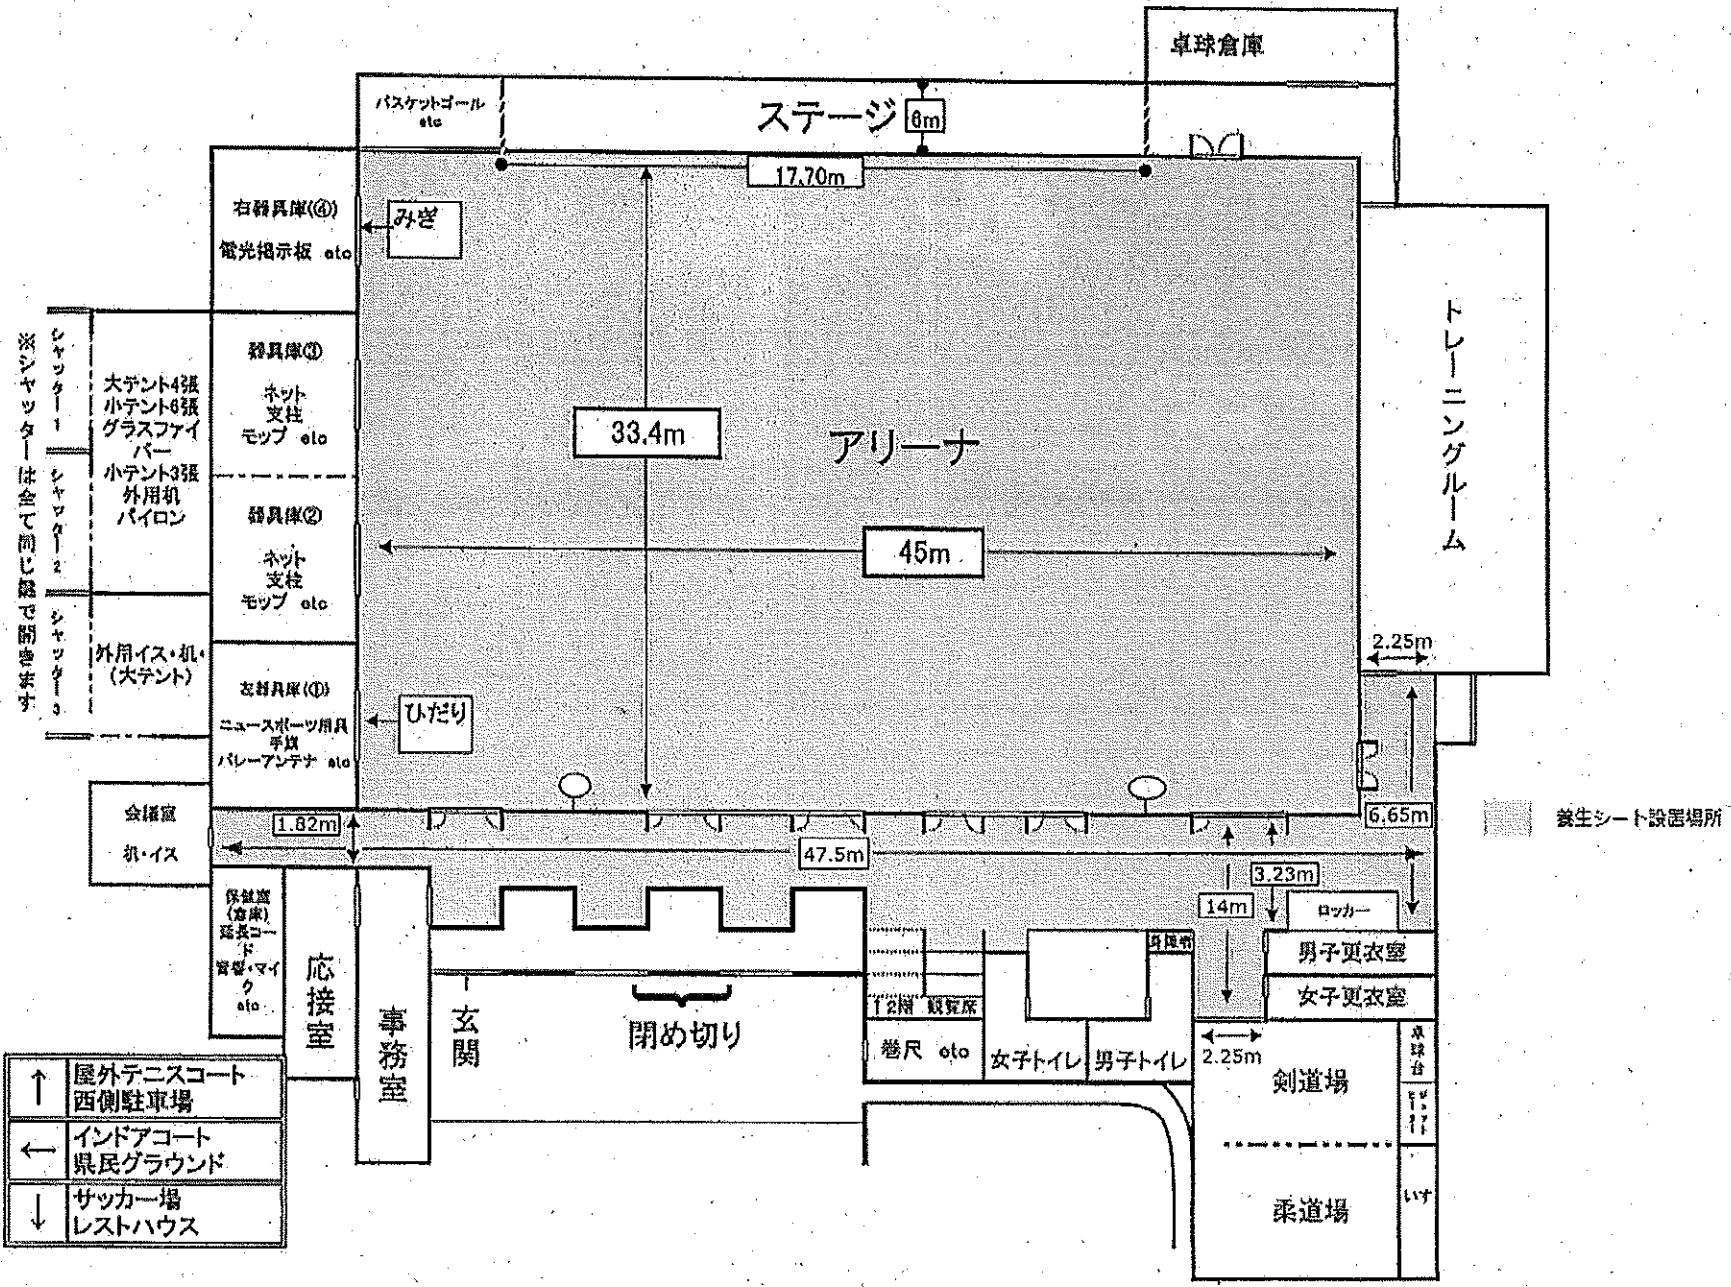 卓球倉庫
バスケットゴール
etc
ステージ
6m
17.70m
右器具庫(④)
電光掲示板 etc
みぎ
トレーニングルーム
※シャッターは全て同じ鍵で開きます
シャッター1
シャッター2
シャッター3
大テント4張
小テント6張
グラスファイ
バー
小テント3張
外用机
パイロン
器具庫③
ネット
支柱
モップ etc
33.4m
アリーナ
器具庫②
ネット
支柱
モップ etc
45m
外用イス・机・
(大テント)
左器具庫(①)
ニュースポーツ用具
手旗
バレーアンテナ etc
ひだり
2.25m
会議室
机・イス
1.82m
47.5m
6.65m
養生シート設置場所
3.23m
14m
ロッカー
保健室
(倉庫)
延長コー
ド
音響・マイ
ク
etc
応接室
事務室
玄関
閉め切り
↑2階 観覧席
巻尺 etc
女子トイレ
男子トイレ
身障者
男子更衣室
女子更衣室
2.25m
剣道場
卓球台
柔道場
いす
↑
屋外テニスコート
西側駐車場
←
インドアコート
県民グラウンド
↓
サッカー場
レストハウス